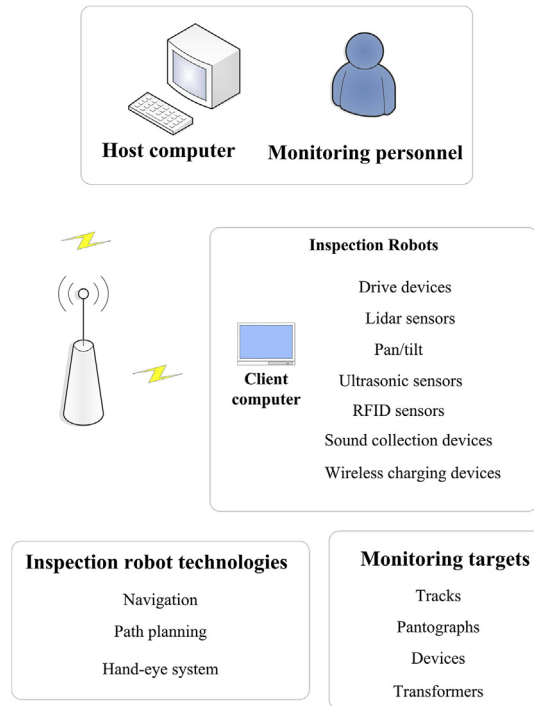 Host computer
Monitoring personnel
Inspection Robots
Drive devices
Lidar sensors
Pan/tilt
Client
computer
Ultrasonic sensors
RFID sensors
Sound collection devices
Wireless charging devices
Inspection robot technologies
Navigation
Path planning
Hand-eye system
Monitoring targets
Tracks
Pantographs
Devices
Transformers